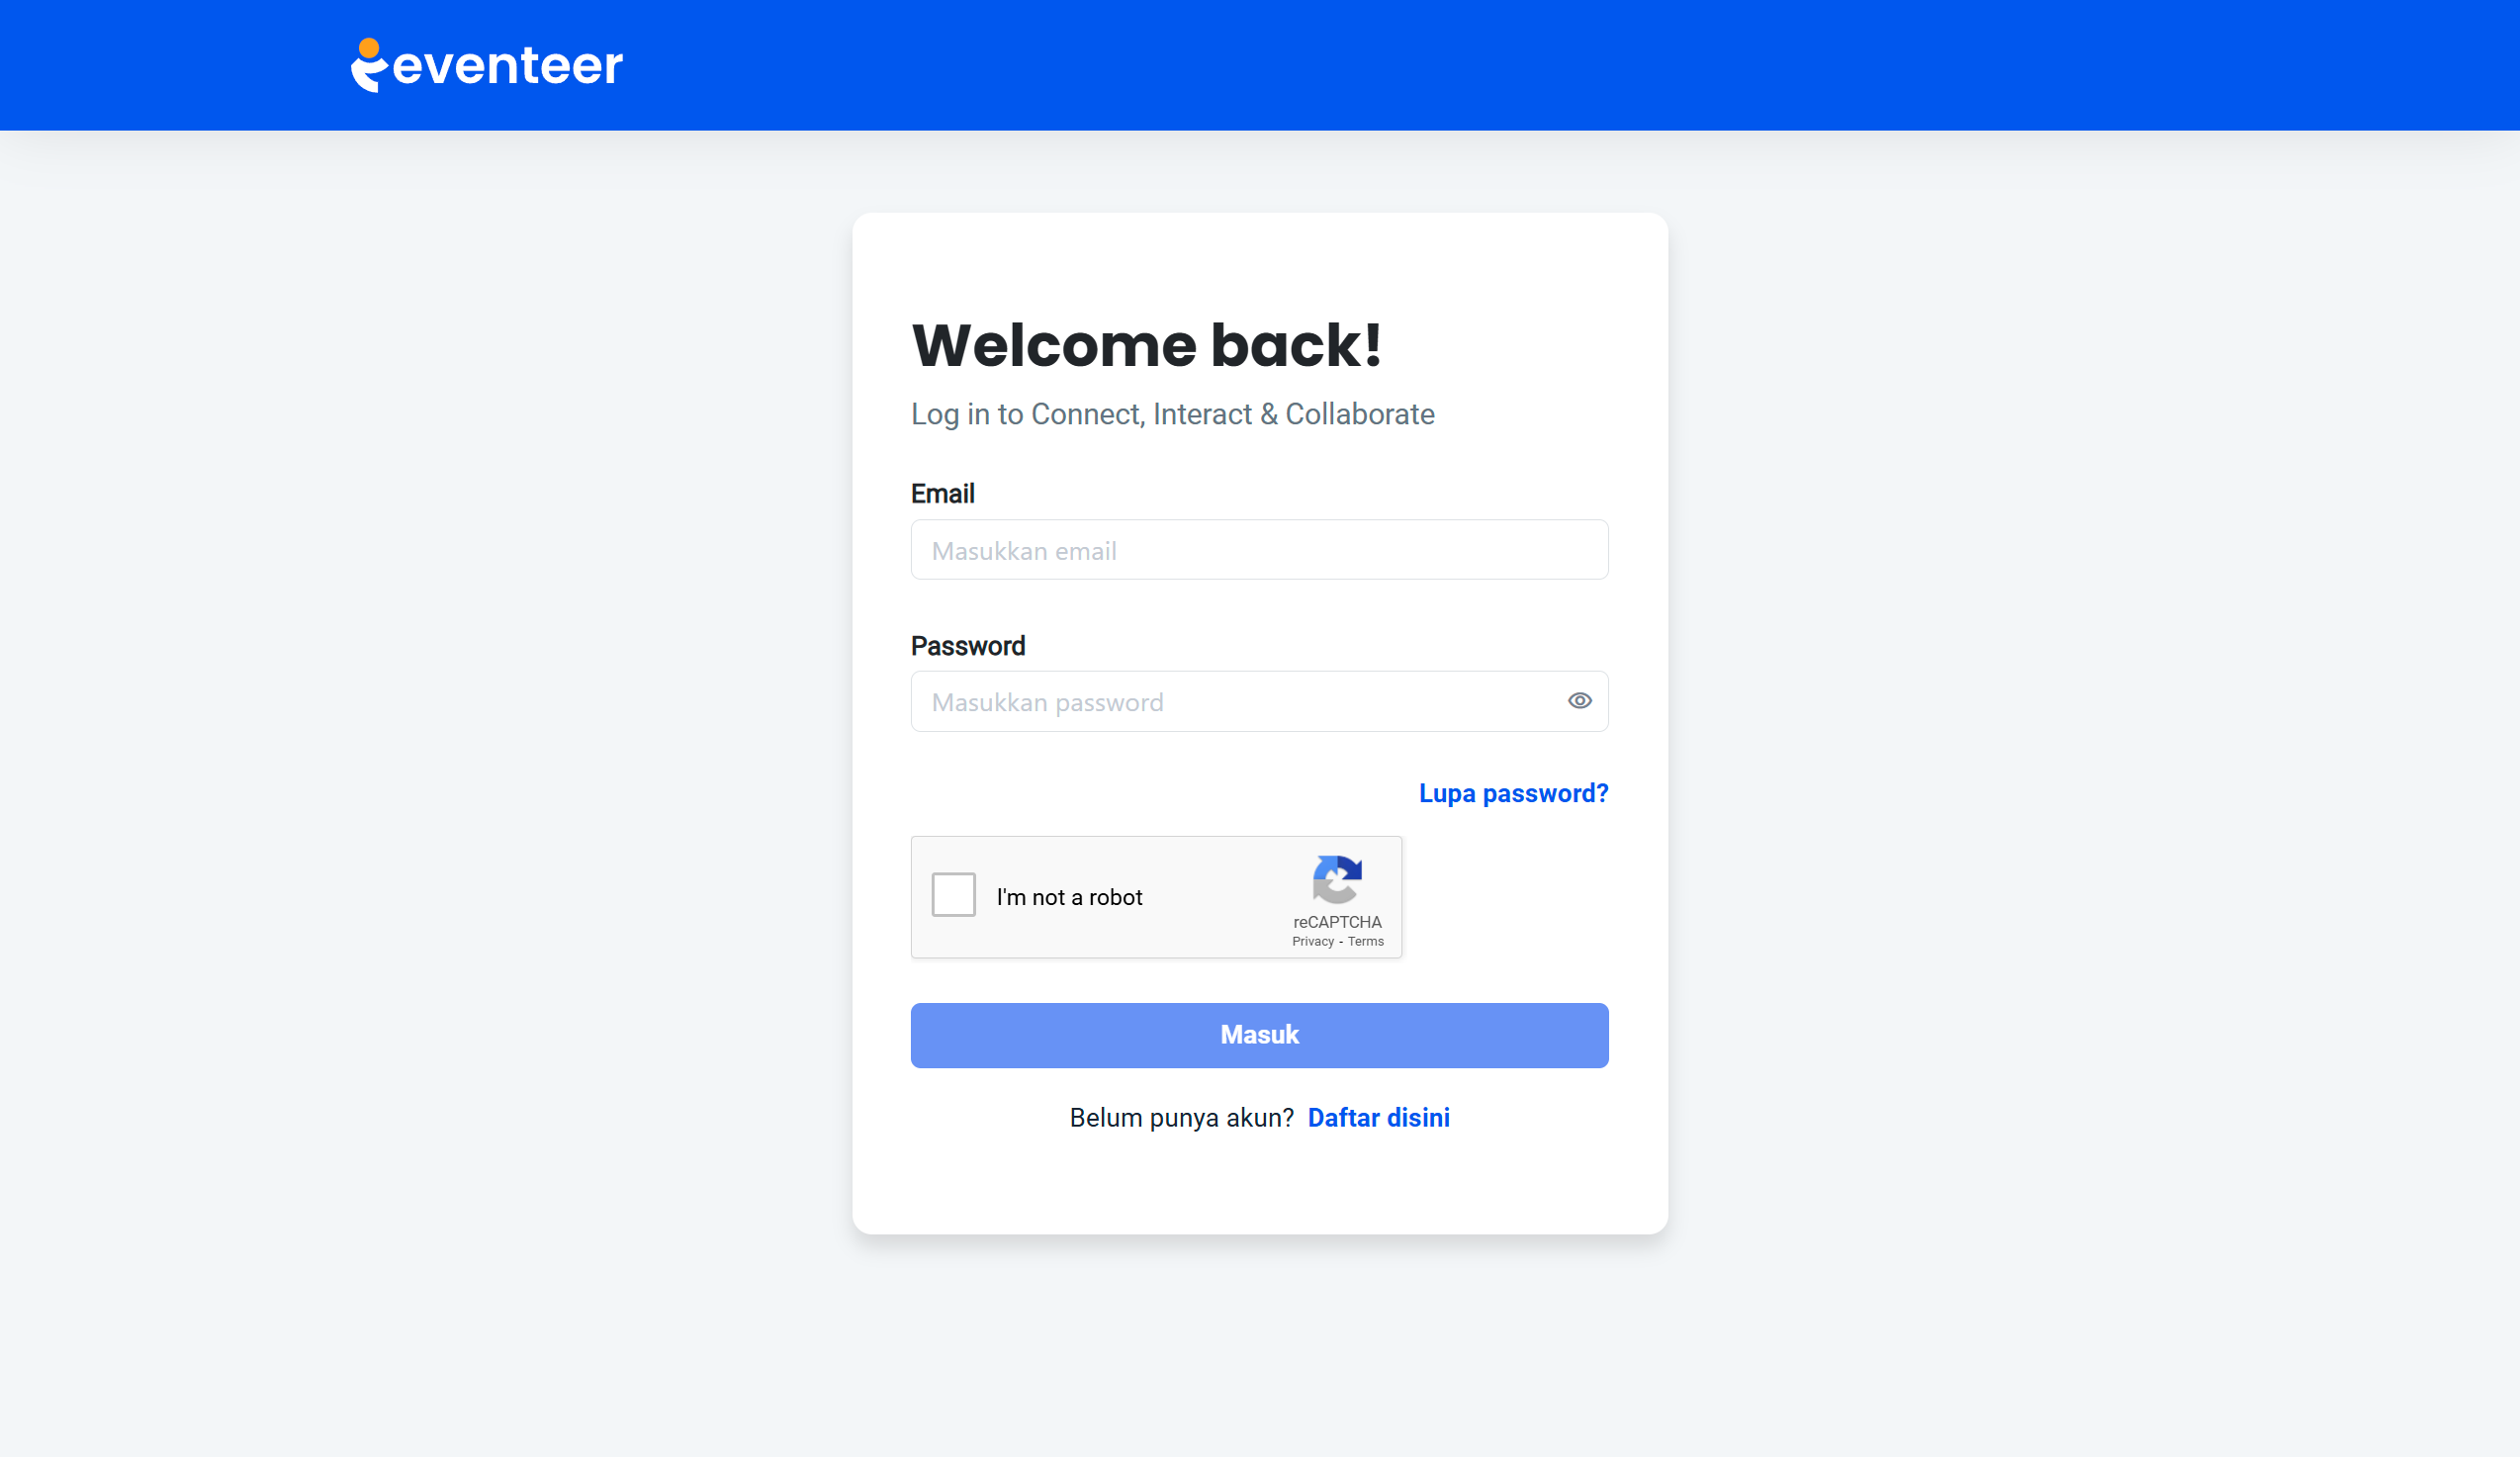 eventeer
Welcome back!
Log in to Connect, Interact & Collaborate
Email
Masukkan email
Password
Masukkan password
Lupa password?
I'm not a robot
reCAPTCHA
Privacy - Terms
Masuk
Belum punya akun? Daftar disini